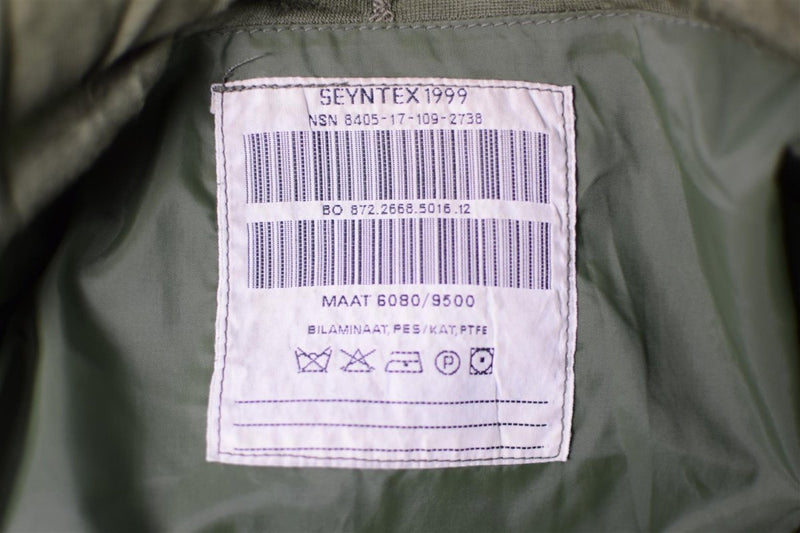 SEYNTEX 1999
NSN 8405-17-109-2738
BO 872.2668.5016.12
MAAT 6080/9500
BILAMINAAT, PES/KAT, PTFE
P